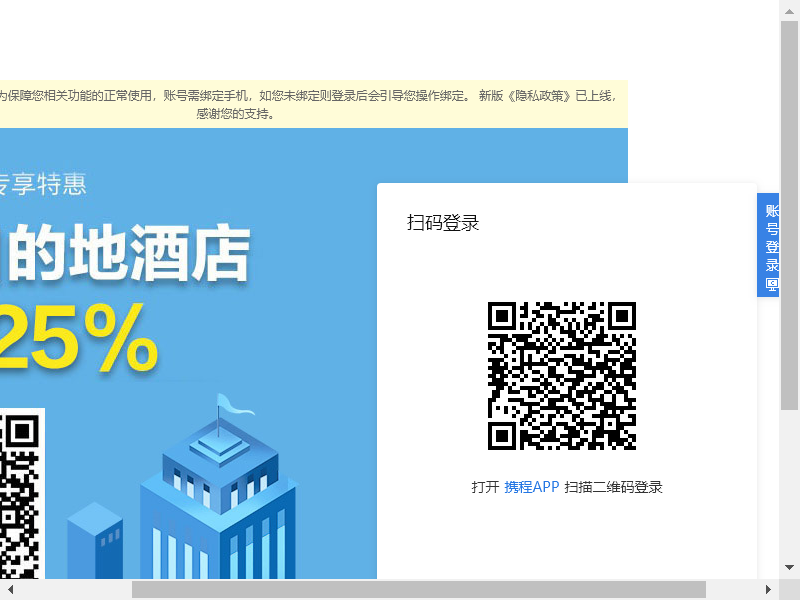 为保障您相关功能的正常使用，账号需绑定手机，如您未绑定则登录后会引导您操作绑定。 新版《隐私政策》已上线，
感谢您的支持。
专享特惠
的地酒店
25%
扫码登录
账号登录
打开 携程APP 扫描二维码登录